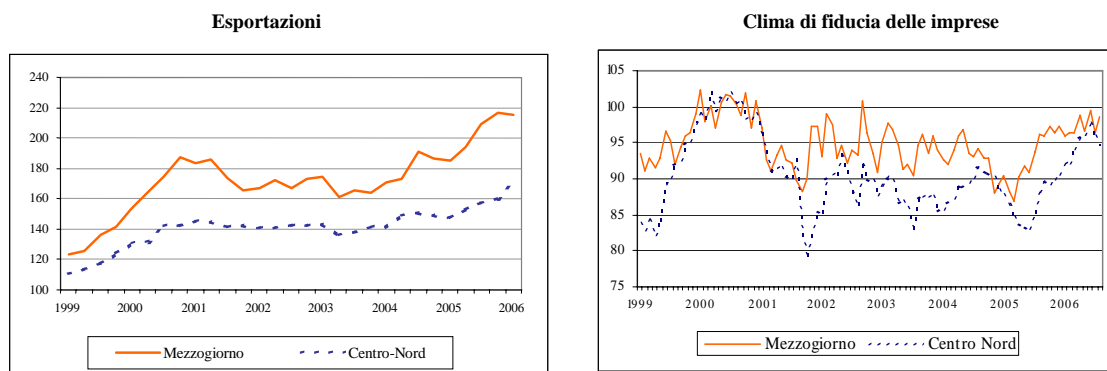 Esportazioni
240
220
200
180
160
140
120
100
1999 2000 2001 2002 2003 2004 2005 2006
Mezzogiorno Centro-Nord
Clima di fiducia delle imprese
105
100
95
90
85
80
75
1999 2000 2001 2002 2003 2004 2005 2006
Mezzogiorno Centro Nord